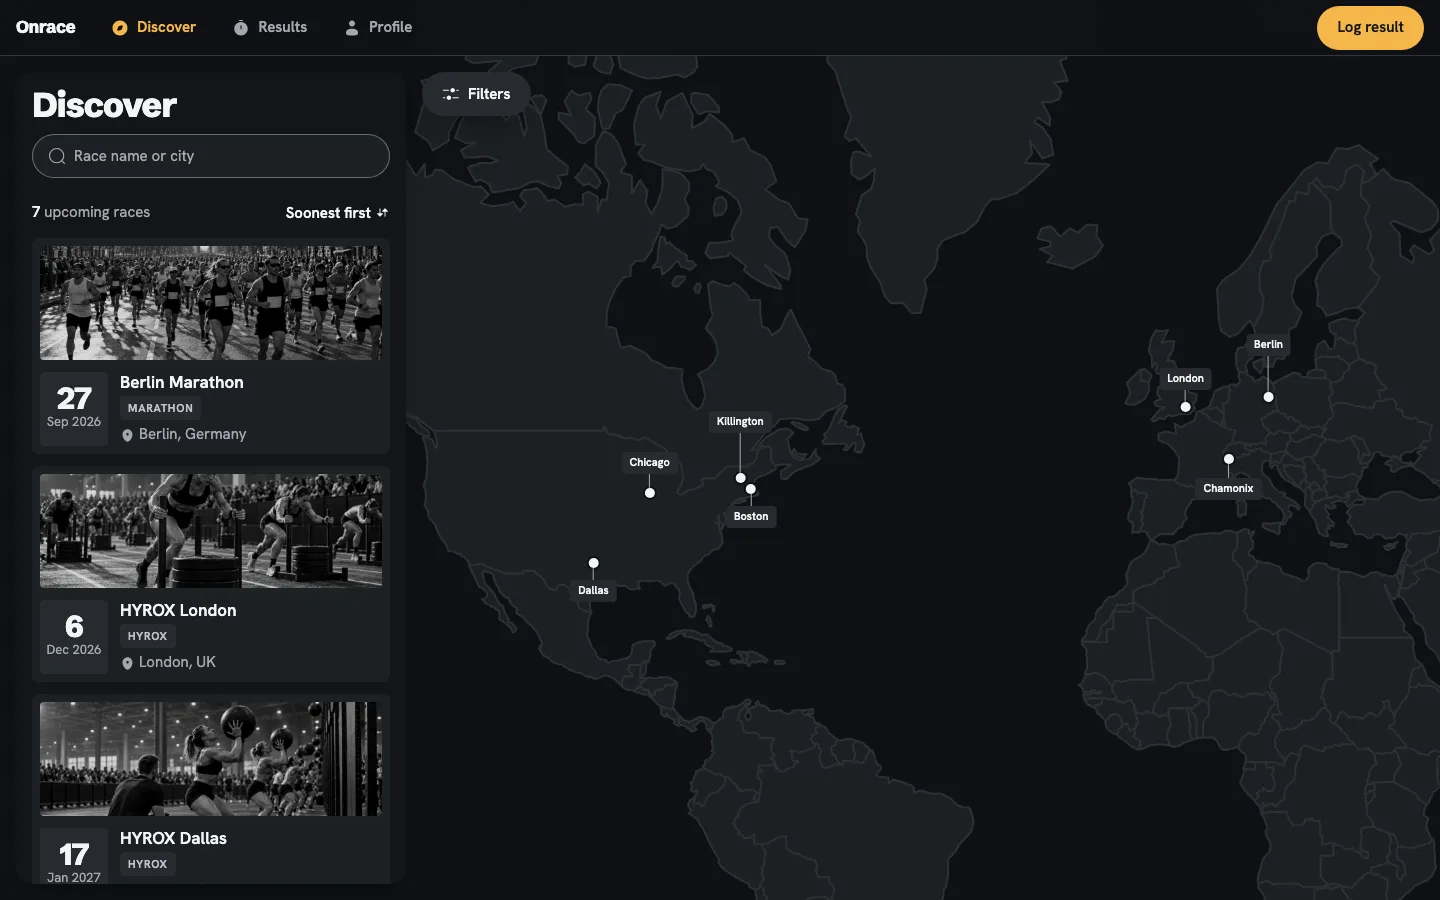 Onrace
Discover
Results
Profile
Log result
Discover
Race name or city
7 upcoming races
Soonest first
27
Sep 2026
Berlin Marathon
MARATHON
Berlin, Germany
6
Dec 2026
HYROX London
HYROX
London, UK
17
Jan 2027
HYROX Dallas
HYROX
Filters
Berlin
London
Killington
Chicago
Chamonix
Boston
Dallas